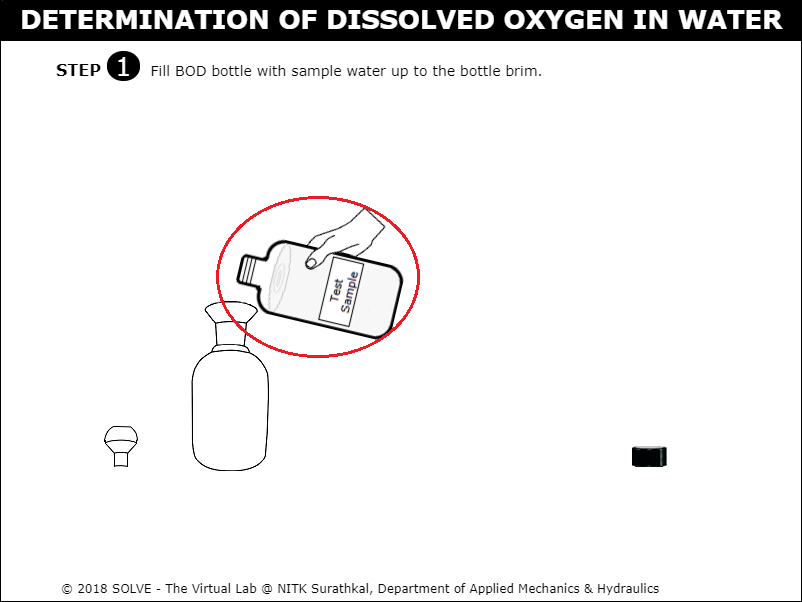 DETERMINATION OF DISSOLVED OXYGEN IN WATER
STEP 1 Fill BOD bottle with sample water up to the bottle brim.
Test
Sample
© 2018 SOLVE - The Virtual Lab @ NITK Surathkal, Department of Applied Mechanics & Hydraulics